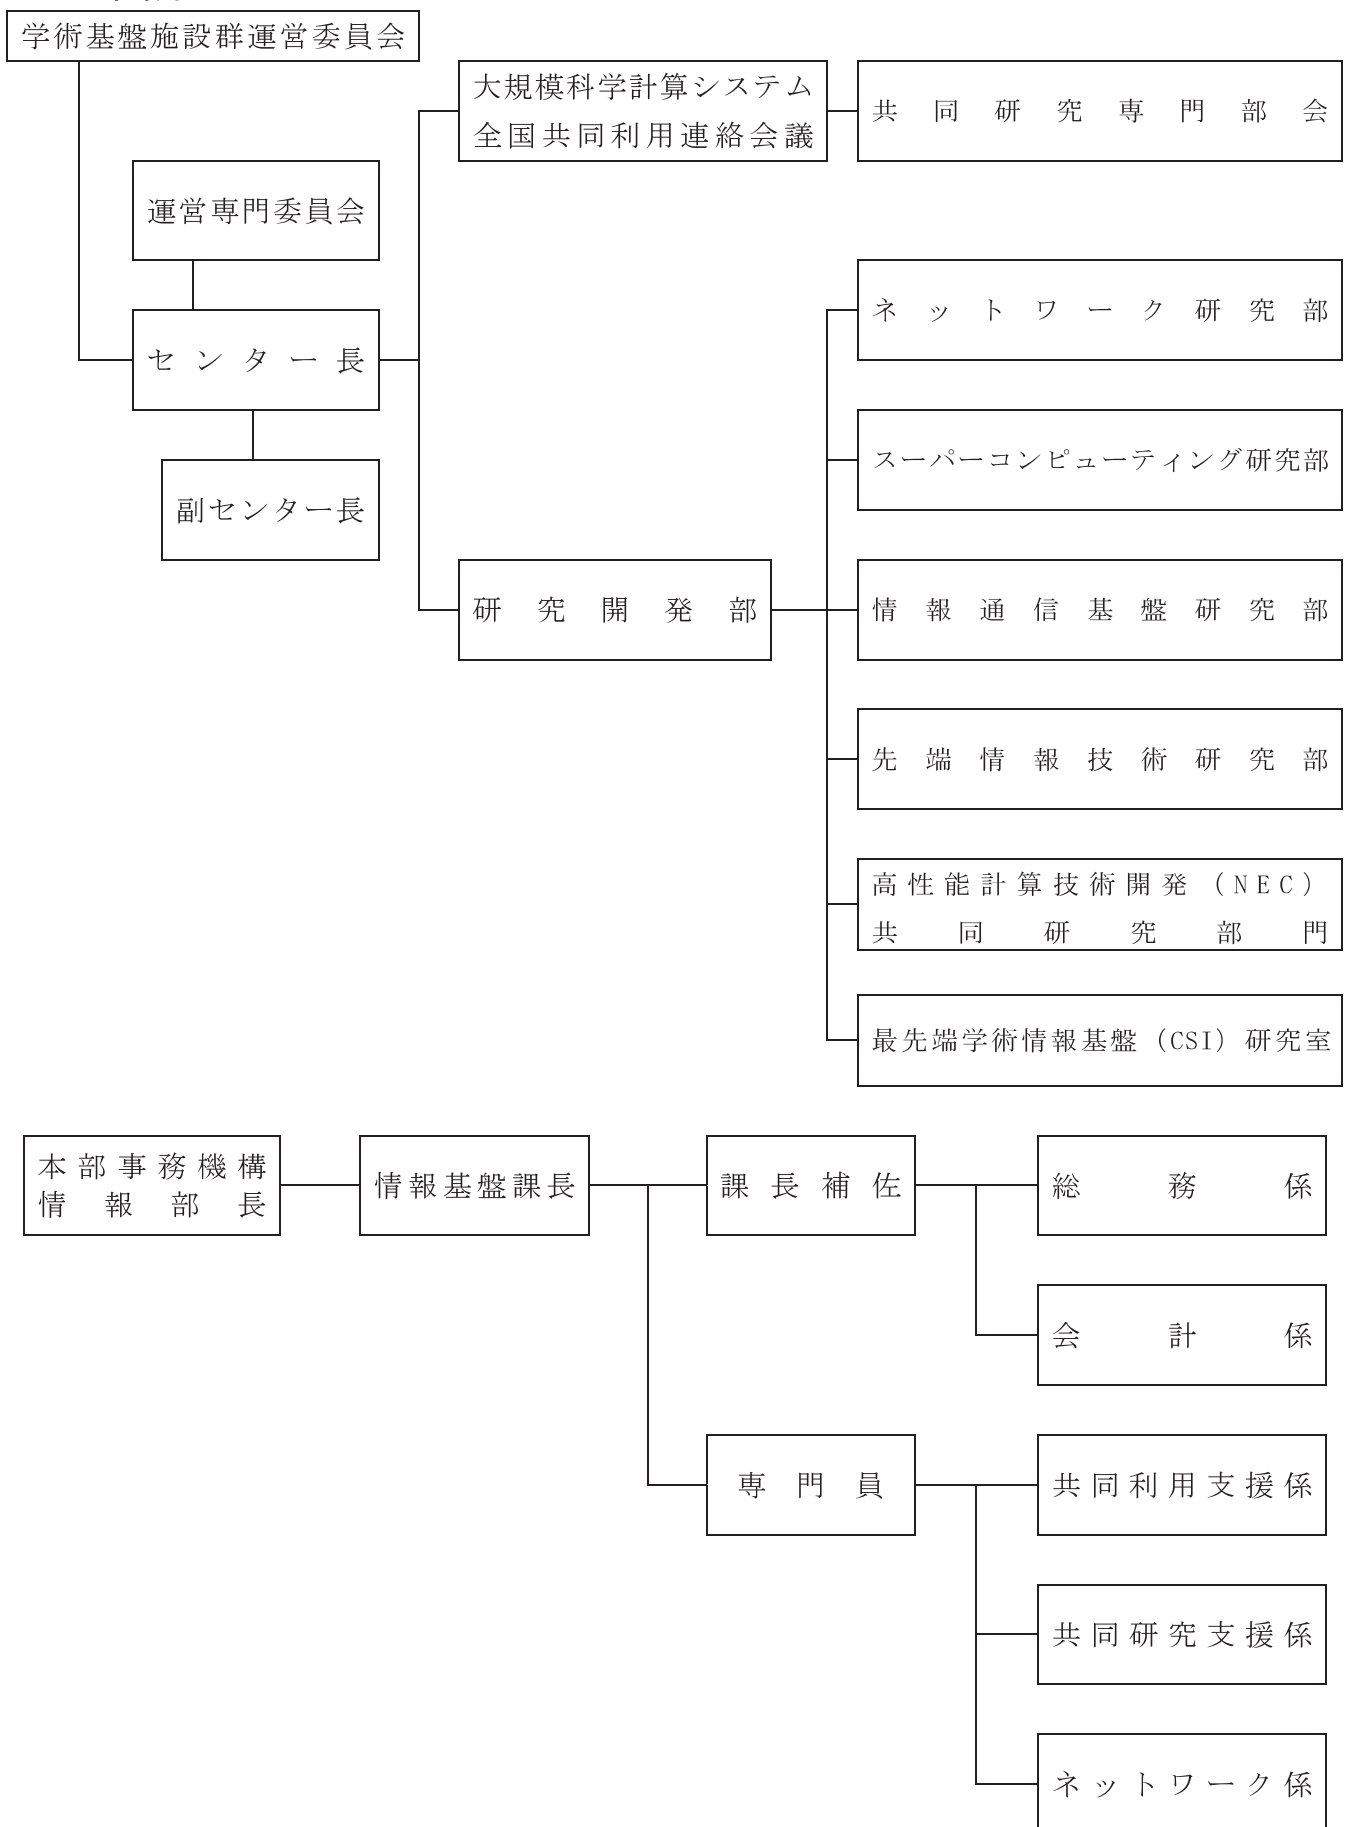 学術基盤施設群運営委員会
大規模科学計算システム
全国共同利用連絡会議
共同研究専門部会
運営専門委員会
センター長
副センター長
研究開発部
ネットワーク研究部
スーパーコンピューティング研究部
情報通信基盤研究部
先端情報技術研究部
高性能計算技術開発（NEC）
共同研究部門
最先端学術情報基盤（CSI）研究室
本部事務機構
情報部長
情報基盤課長
課長補佐
総務係
会計係
専門員
共同利用支援係
共同研究支援係
ネットワーク係